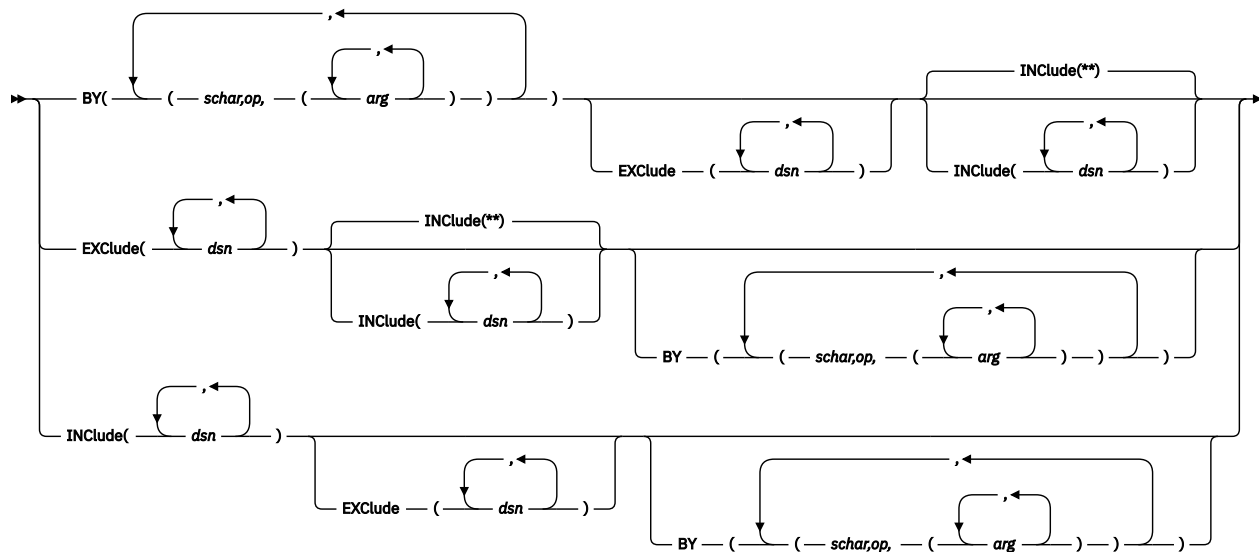 ,
,
INClude(**)
BY( ( schar,op, ( arg ) ) )
, ,
EXClude ( dsn ) INClude( dsn )
,
INClude(**)
EXClude( dsn )
, ,
,
INClude( dsn )
BY ( ( schar,op, ( arg ) ) )
,
INClude( dsn )
, ,
EXClude ( dsn )
,
BY ( ( schar,op, ( arg ) ) )